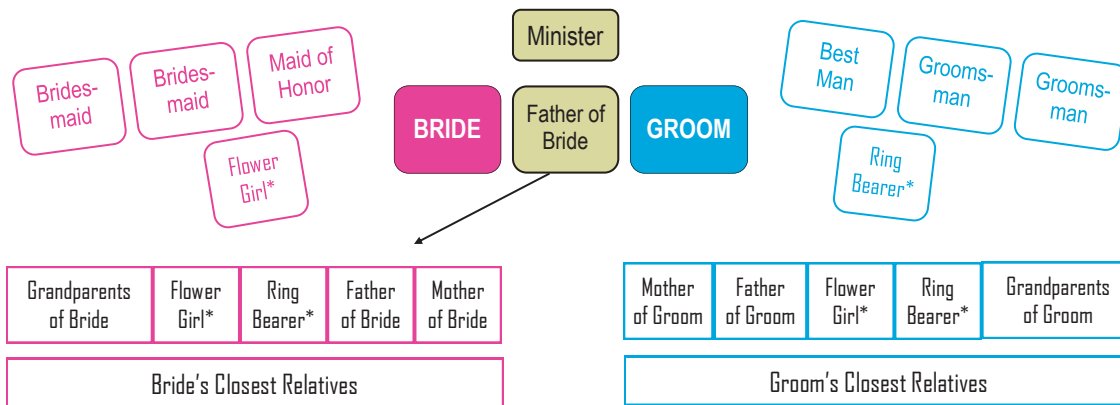 Minister
Brides-
maid
Brides-
maid
Maid of
Honor
Best
Man
Grooms-
man
Grooms-
man
BRIDE
Father of
Bride
GROOM
Flower
Girl*
Ring
Bearer*
Grandparents
of Bride
Flower
Girl*
Ring
Bearer*
Father
of Bride
Mother
of Bride
Mother
of Groom
Father
of Groom
Flower
Girl*
Ring
Bearer*
Grandparents
of Groom
Bride's Closest Relatives
Groom's Closest Relatives